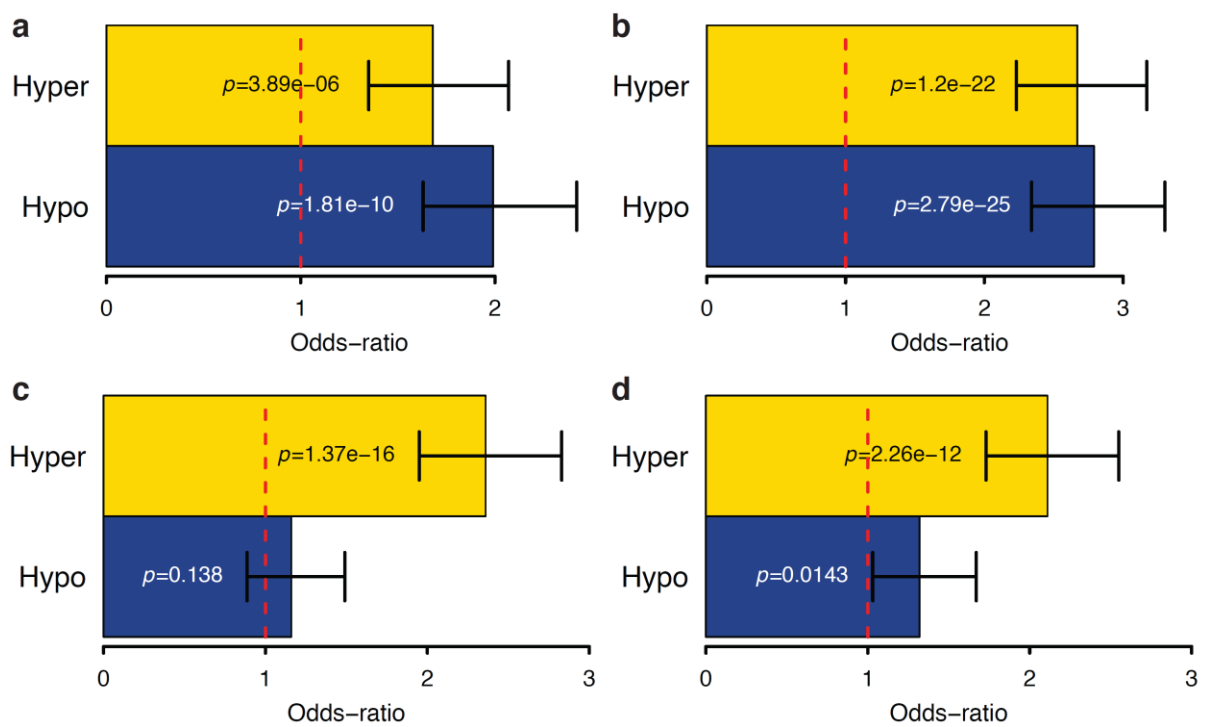 a
Hyper
p=3.89e−06
Hypo
p=1.81e−10
0 1 2
Odds−ratio
b
Hyper
p=1.2e−22
Hypo
p=2.79e−25
0 1 2 3
Odds−ratio
c
Hyper
p=1.37e−16
Hypo
p=0.138
0 1 2 3
Odds−ratio
d
Hyper
p=2.26e−12
Hypo
p=0.0143
0 1 2 3
Odds−ratio